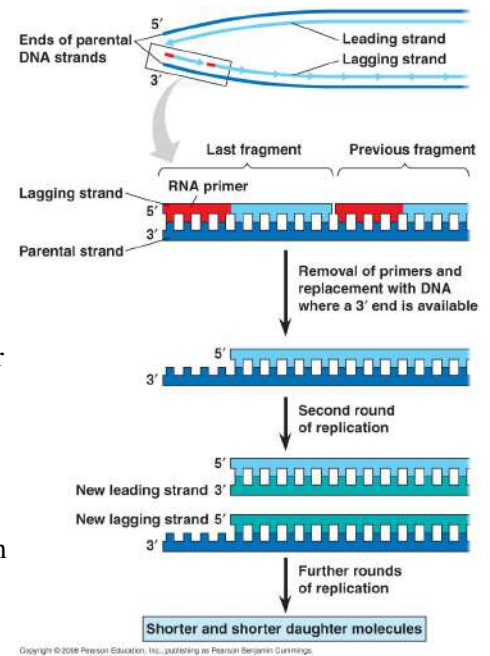 5′
Ends of parental
DNA strands
Leading strand
Lagging strand
3′
Last fragment
Previous fragment
RNA primer
Lagging strand
5′
3′
Parental strand
Removal of primers and
replacement with DNA
where a 3′ end is available
r
5′
3′
Second round
of replication
5′
New leading strand 3′
New lagging strand 5′
3′
Further rounds
of replication
Shorter and shorter daughter molecules
Copyright © 2008 Pearson Education, Inc., publishing as Pearson Benjamin Cummings.